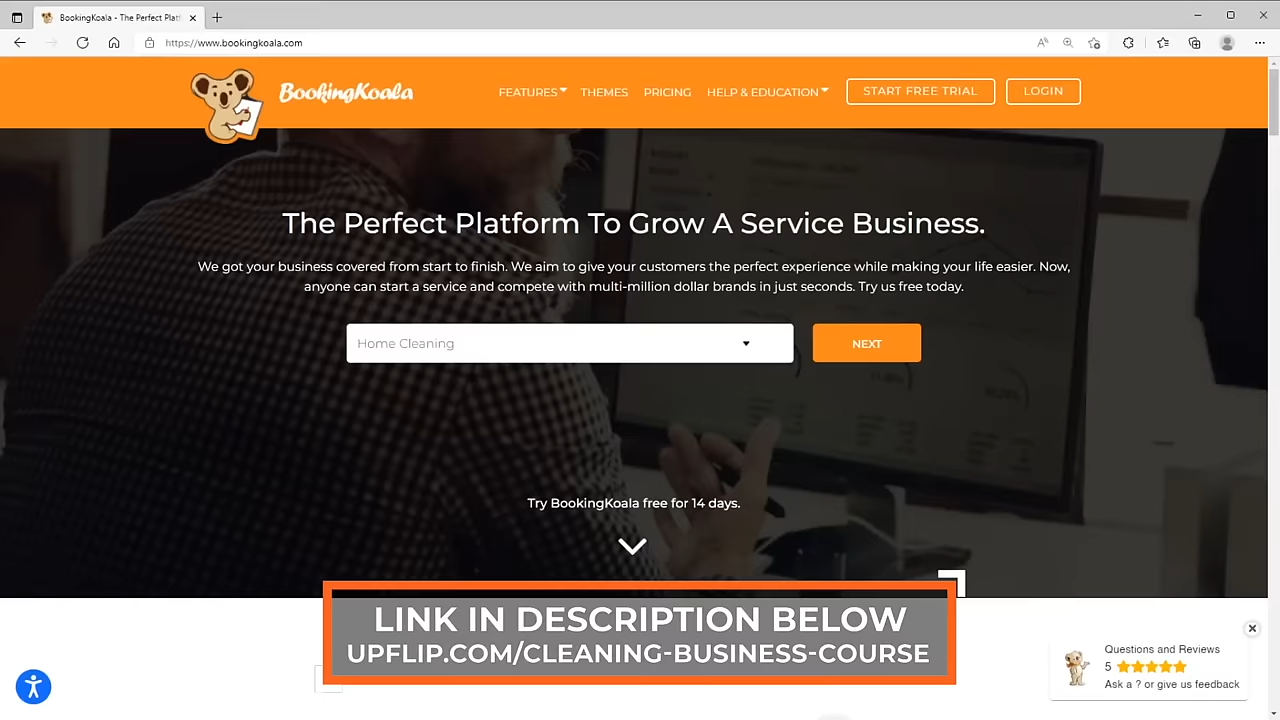 BookingKoala - The Perfect Plat
https://www.bookingkoala.com
BookingKoala
FEATURES
THEMES
PRICING
HELP & EDUCATION
START FREE TRIAL
LOGIN
The Perfect Platform To Grow A Service Business.
We got your business covered from start to finish. We aim to give your customers the perfect experience while making your life easier. Now,
anyone can start a service and compete with multi-million dollar brands in just seconds. Try us free today.
Home Cleaning
NEXT
Try BookingKoala free for 14 days.
LINK IN DESCRIPTION BELOW
UPFLIP.COM/CLEANING-BUSINESS-COURSE
Questions and Reviews
5
Ask a ? or give us feedback